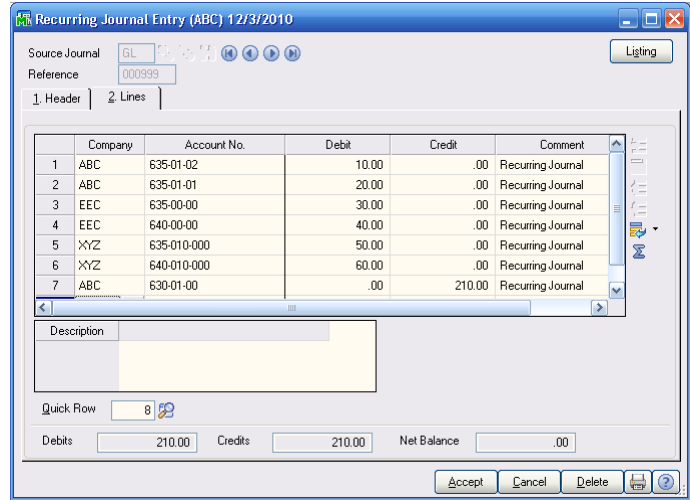 Recurring Journal Entry (ABC) 12/3/2010
Source Journal GL Listing
Reference 000999
1. Header 2. Lines
Company Account No. Debit Credit Comment
1 ABC 635-01-02 10.00 .00 Recurring Journal
2 ABC 635-01-01 20.00 .00 Recurring Journal
3 EEC 635-00-00 30.00 .00 Recurring Journal
4 EEC 640-00-00 40.00 .00 Recurring Journal
5 XYZ 635-010-000 50.00 .00 Recurring Journal
6 XYZ 640-010-000 60.00 .00 Recurring Journal
7 ABC 630-01-00 .00 210.00 Recurring Journal
Description
Quick Row 8
Debits 210.00 Credits 210.00 Net Balance .00
Accept Cancel Delete